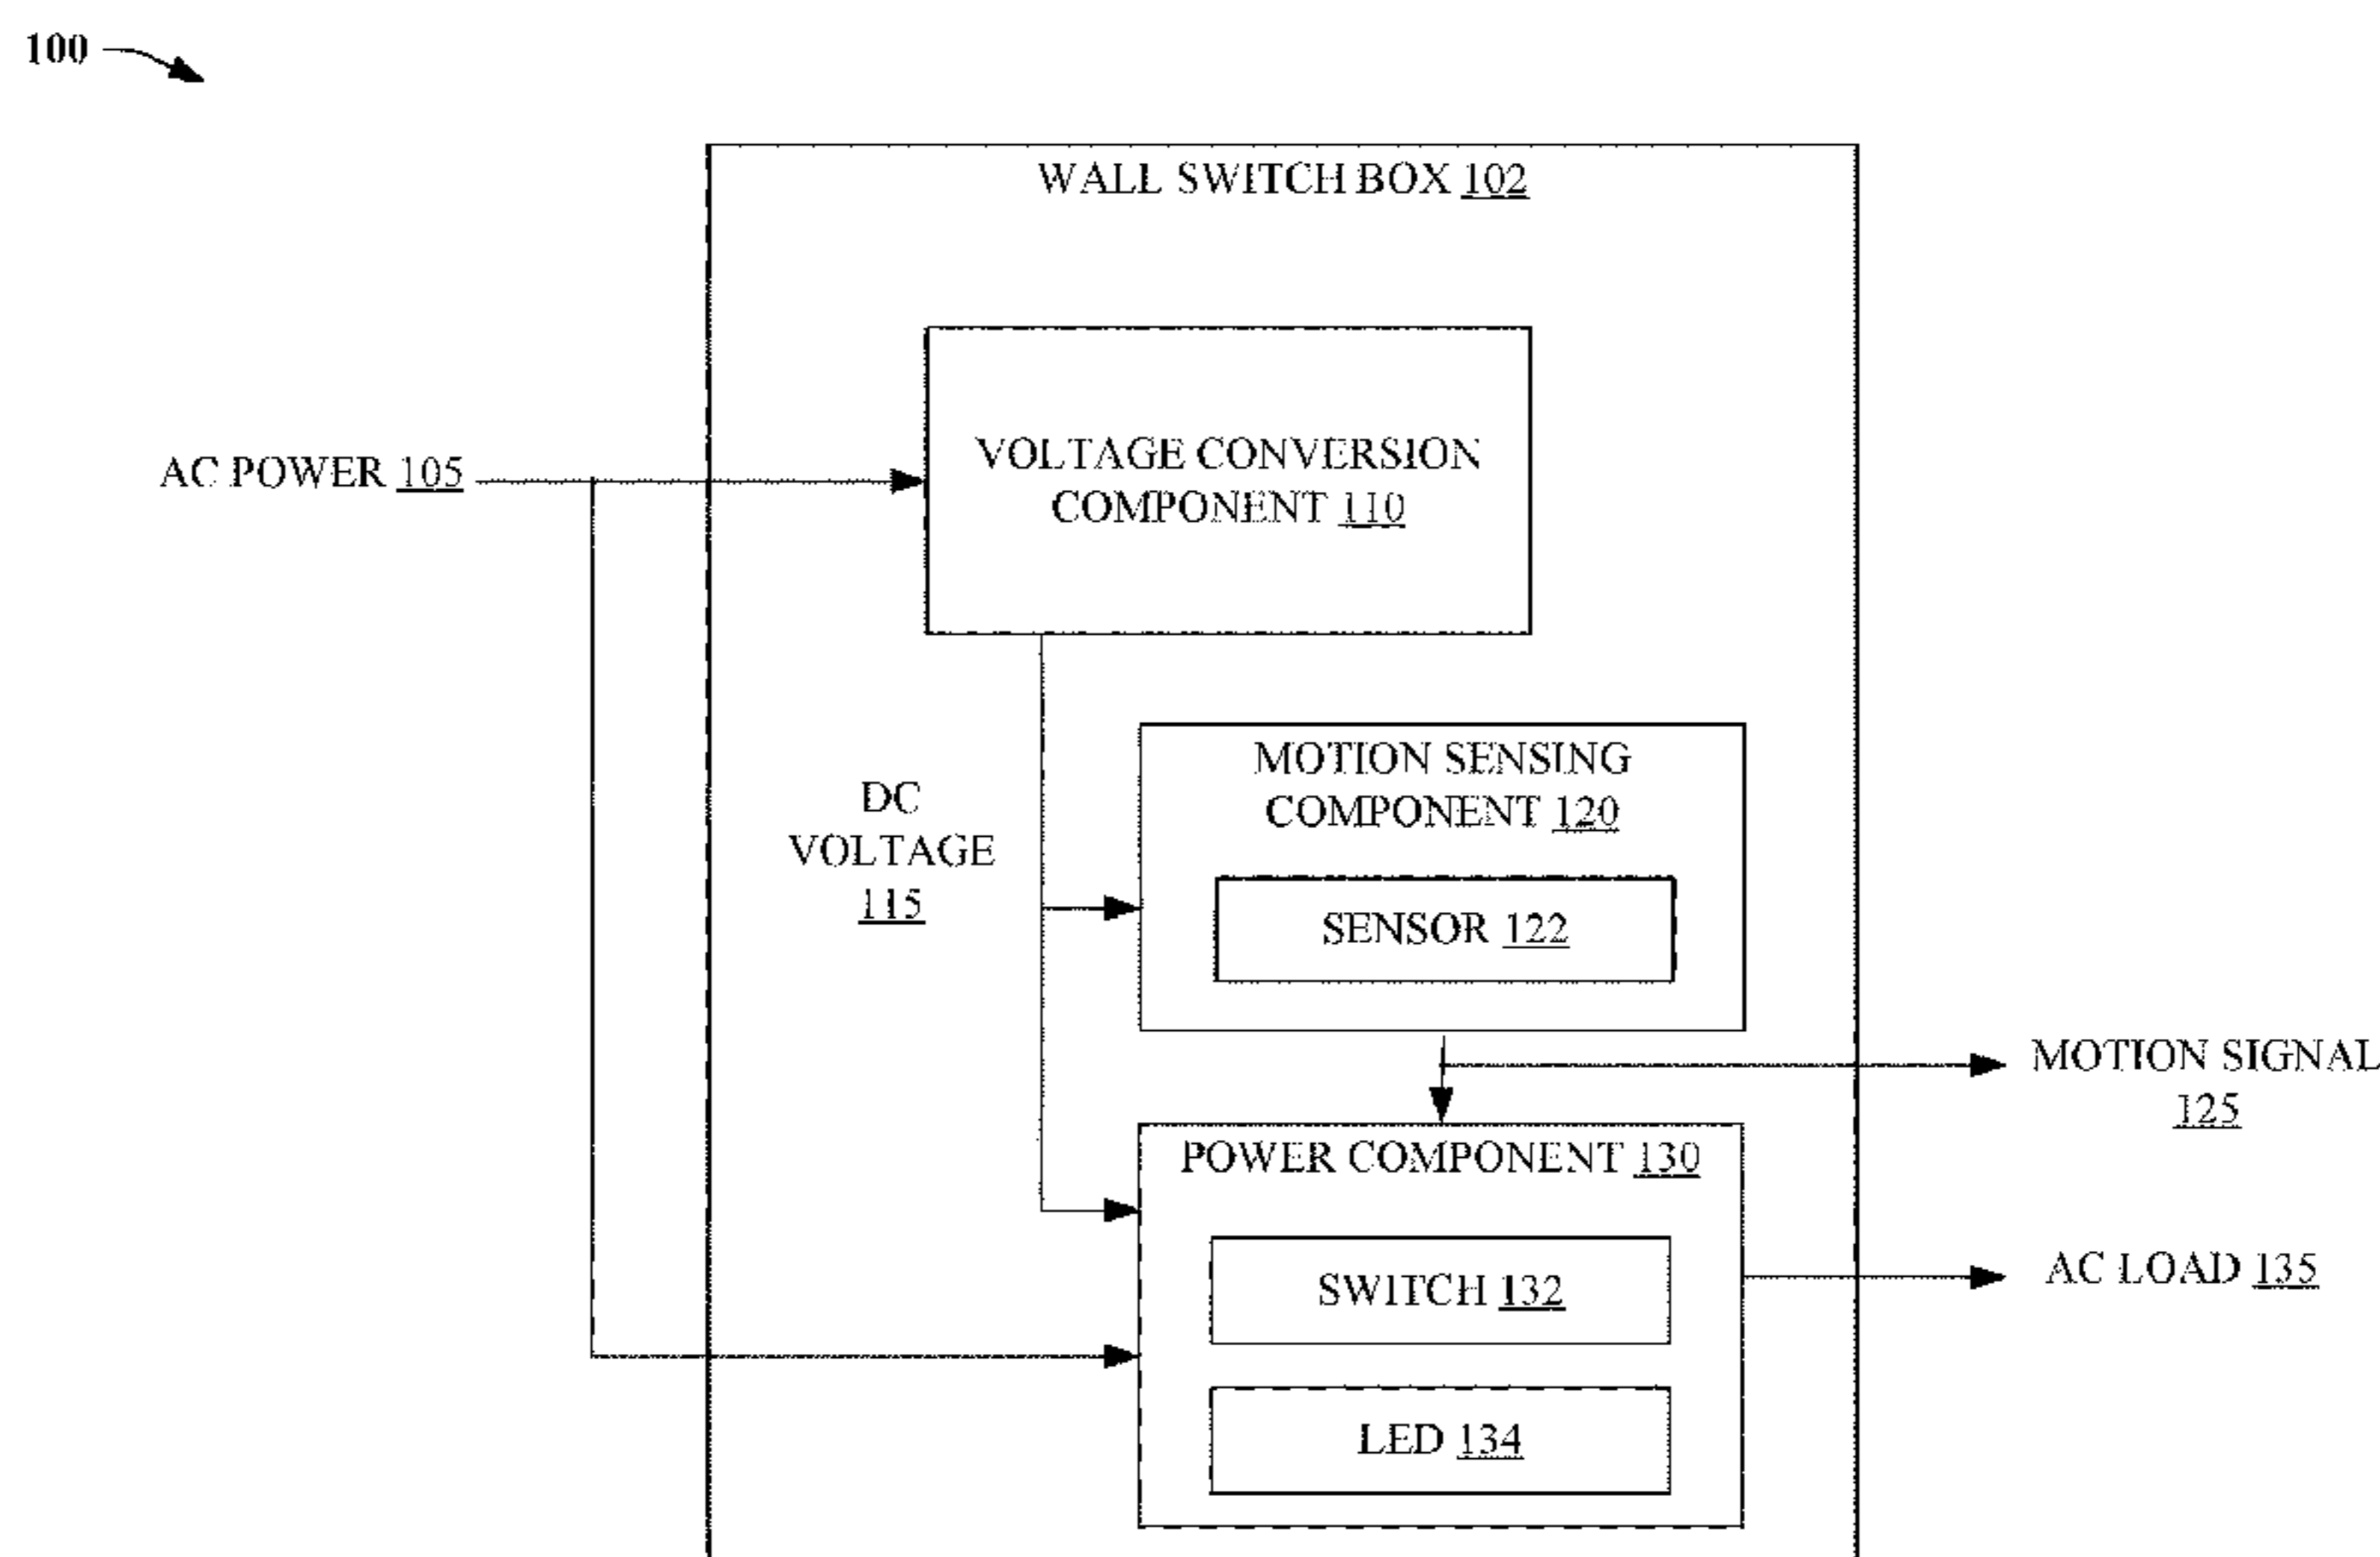 100
WALL SWITCH BOX 102
VOLTAGE CONVERSION
COMPONENT 110
AC POWER 105
MOTION SENSING
COMPONENT 120
DC
VOLTAGE
115
SENSOR 122
MOTION SIGNAL
125
POWER COMPONENT 130
SWITCH 132
AC LOAD 135
LED 134